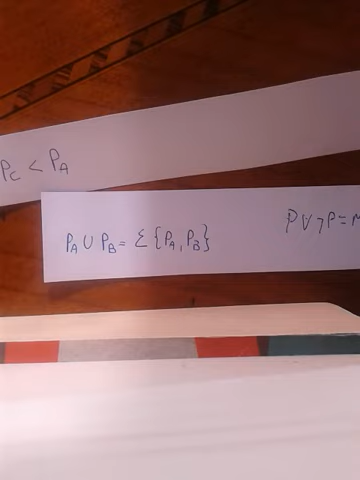 P_C < P_A
P_A ∪ P_B = Σ {P_A, P_B}
P ∨ ¬P =